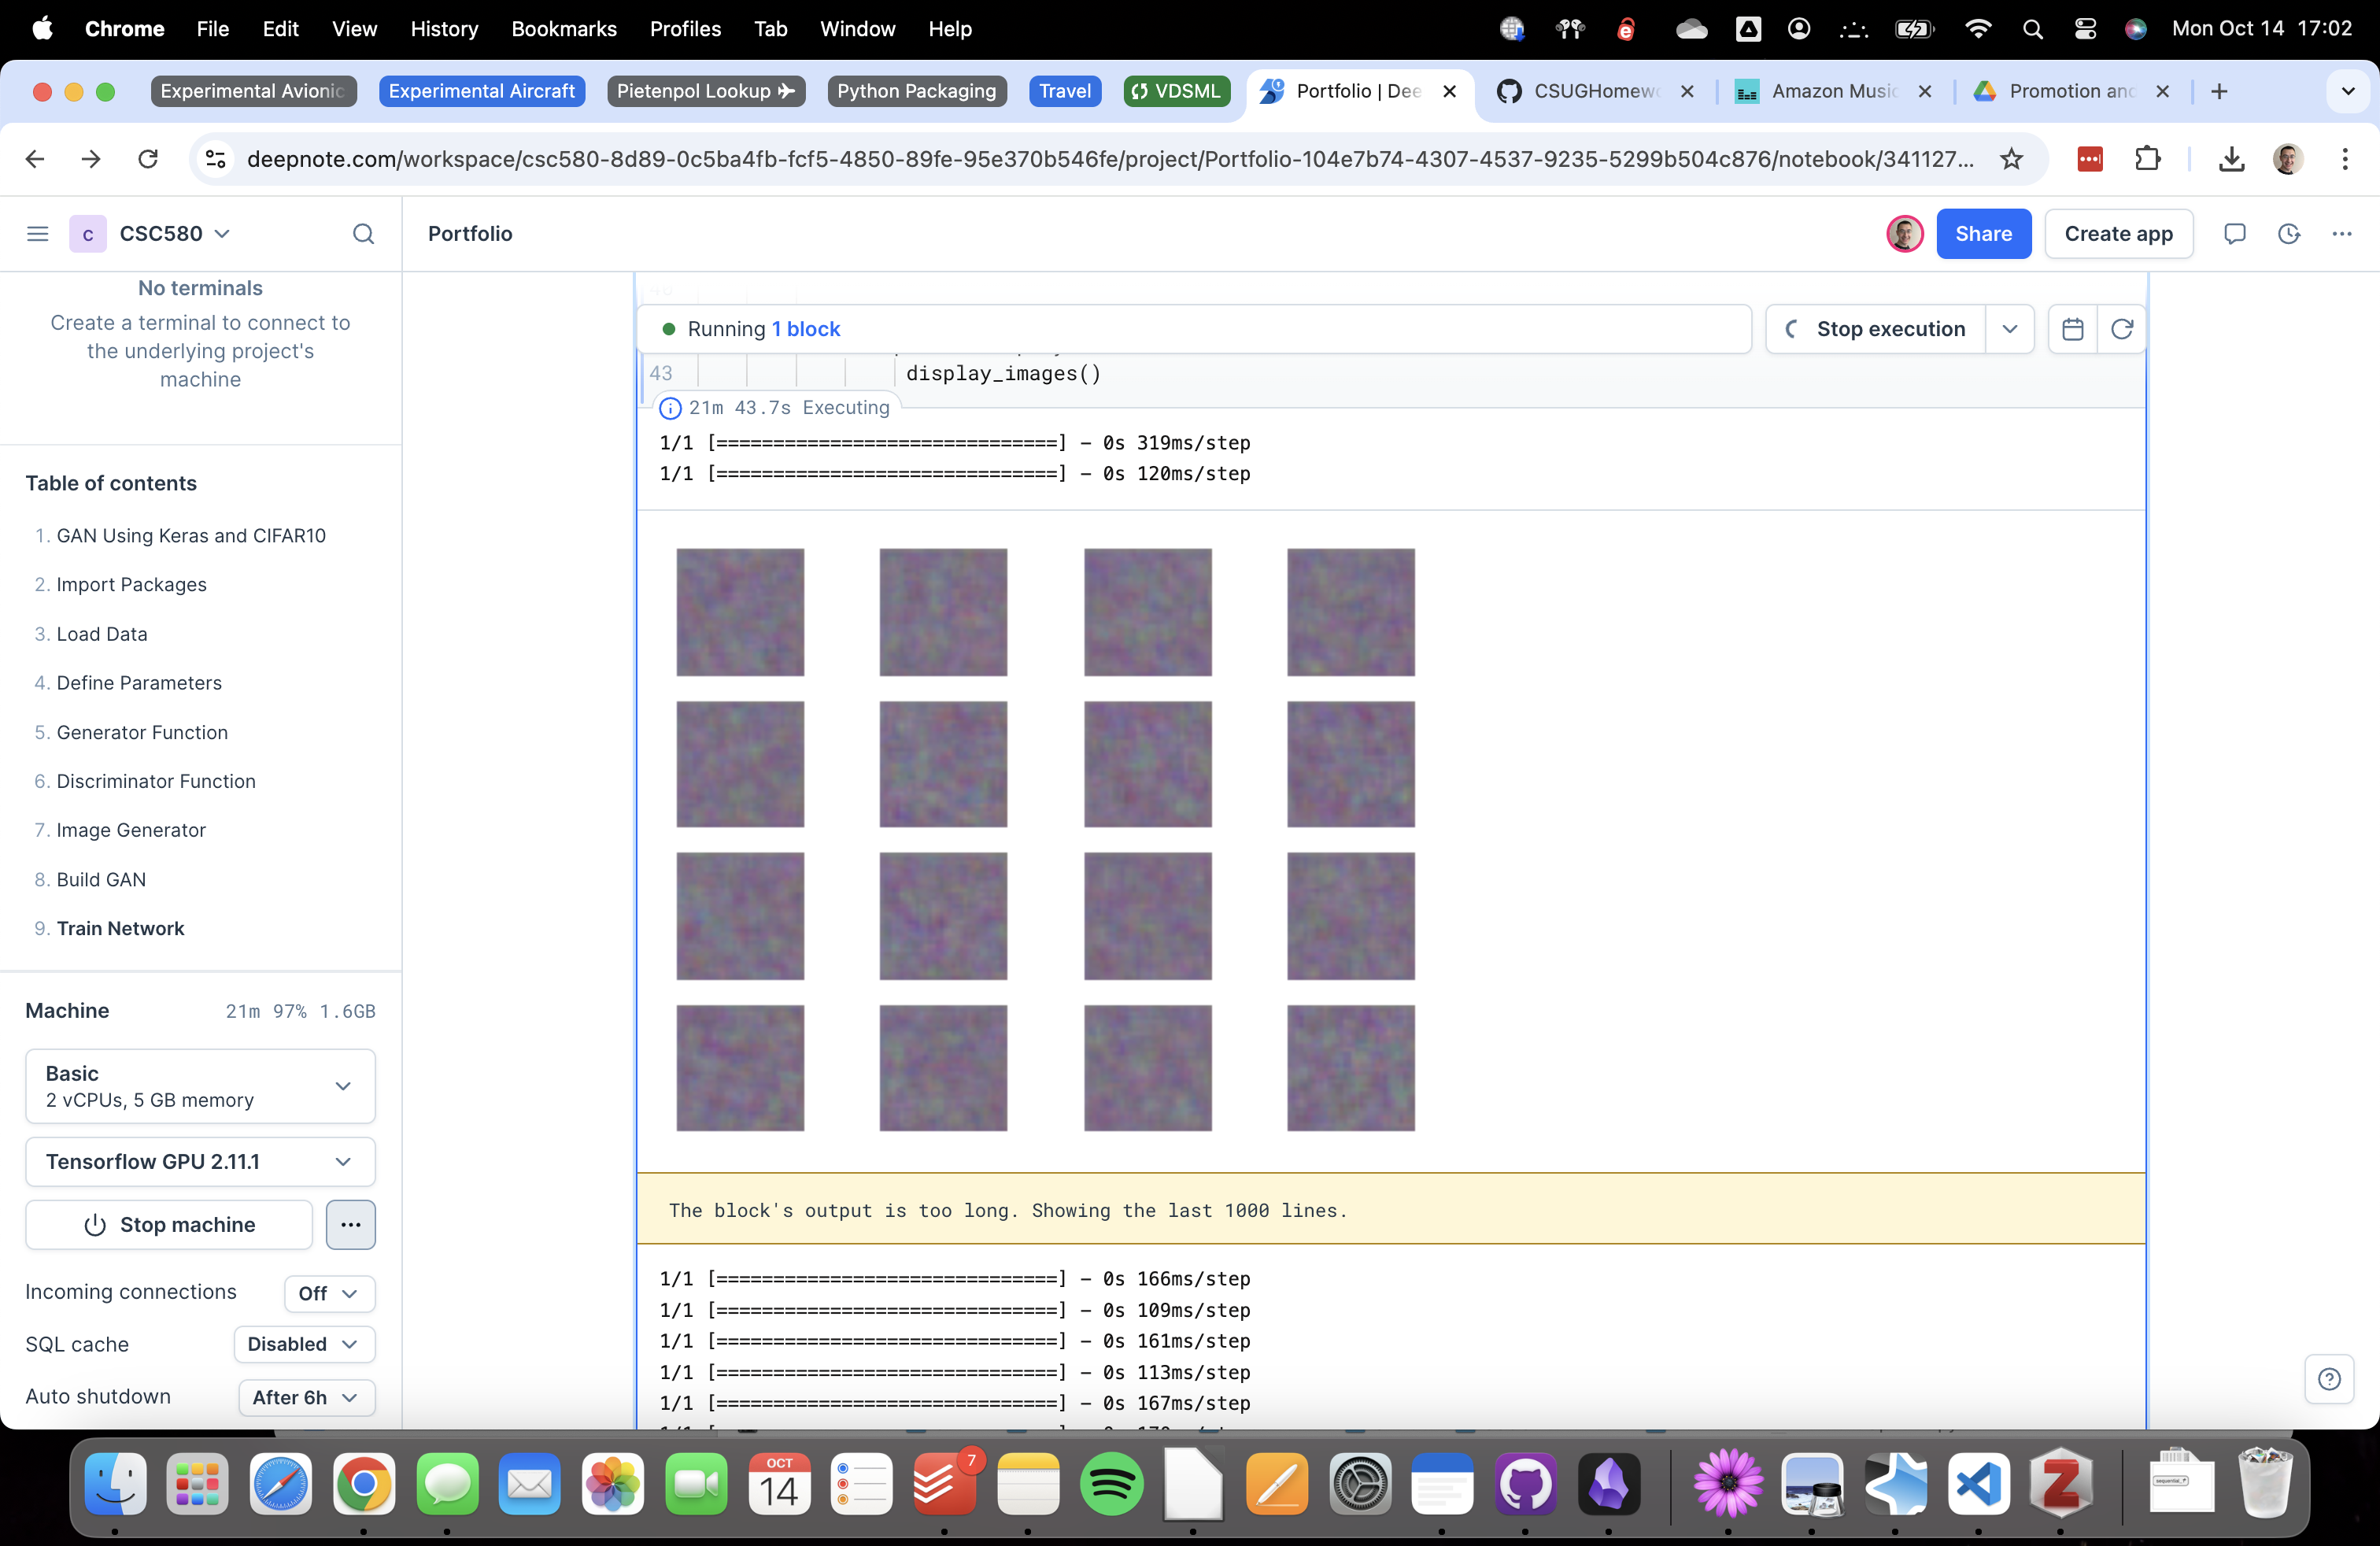 Chrome File Edit View History Bookmarks Profiles Tab Window Help Mon Oct 14 17:02
Experimental Avionic Experimental Aircraft Pietenpol Lookup Python Packaging Travel VDSML Portfolio | Dee CSUGHomew Amazon Music Promotion and
deepnote.com/workspace/csc580-8d89-0c5ba4fb-fcf5-4850-89fe-95e370b546fe/project/Portfolio-104e7b74-4307-4537-9235-5299b504c876/notebook/341127...
C CSC580
Portfolio
Share Create app
No terminals
Create a terminal to connect to
the underlying project's
machine
Table of contents
1. GAN Using Keras and CIFAR10
2. Import Packages
3. Load Data
4. Define Parameters
5. Generator Function
6. Discriminator Function
7. Image Generator
8. Build GAN
9. Train Network
Machine 21m 97% 1.6GB
Basic
2 vCPUs, 5 GB memory
Tensorflow GPU 2.11.1
Stop machine
Incoming connections Off
SQL cache Disabled
Auto shutdown After 6h
Running 1 block
Stop execution
43 display_images()
21m 43.7s Executing
1/1 [==============================] - 0s 319ms/step
1/1 [==============================] - 0s 120ms/step
The block's output is too long. Showing the last 1000 lines.
1/1 [==============================] - 0s 166ms/step
1/1 [==============================] - 0s 109ms/step
1/1 [==============================] - 0s 161ms/step
1/1 [==============================] - 0s 113ms/step
1/1 [==============================] - 0s 167ms/step
OCT
14
7